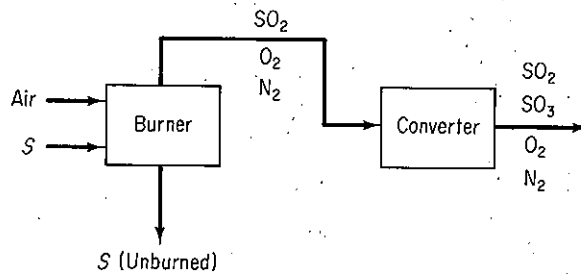 SO₂
O₂
N₂
Air
S
Burner
S (Unburned)
Converter
SO₂
SO₃
O₂
N₂